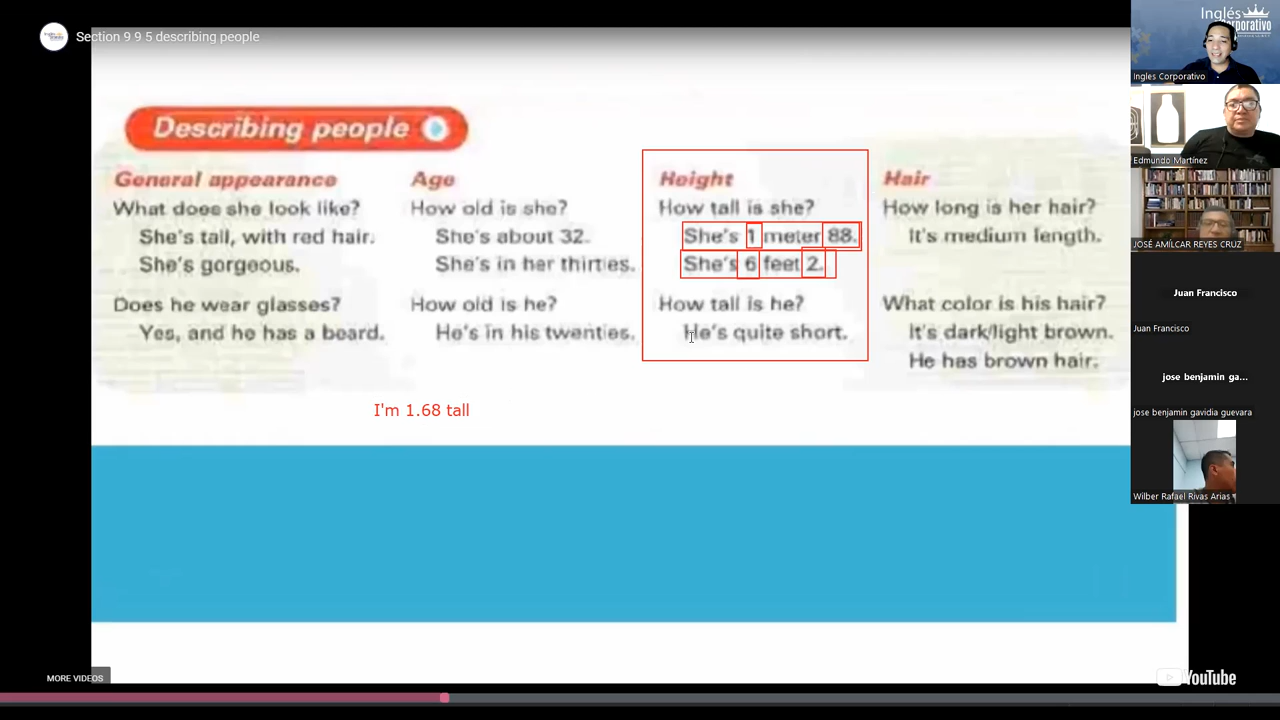 Section 9 9 5 describing people
Describing people
General appearance
What does she look like?
She's tall, with red hair.
She's gorgeous.
Does he wear glasses?
Yes, and he has a beard.
Age
How old is she?
She's about 32.
She's in her thirties.
How old is he?
He's in his twenties.
Height
How tall is she?
She's 1 meter 88.
She's 6 feet 2.
How tall is he?
He's quite short.
Hair
How long is her hair?
It's medium length.
What color is his hair?
It's dark/light brown.
He has brown hair.
I'm 1.68 tall
MORE VIDEOS
YouTube
Inglés
Corporativo
Ingles Corporativo
Edmundo Martínez
JOSÉ AMÍLCAR REYES CRUZ
Juan Francisco
Juan Francisco
jose benjamin ga...
jose benjamin gavidia guevara
Wilber Rafael Rivas Arias